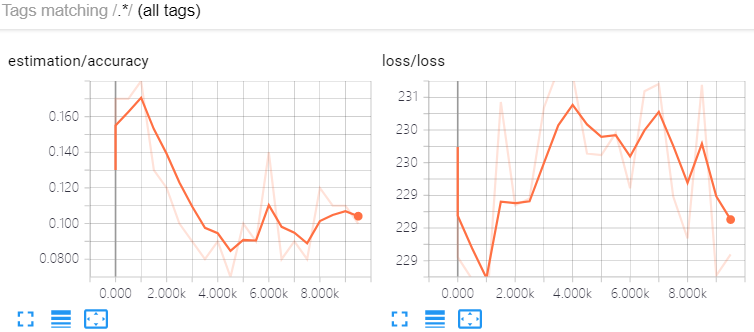 Tags matching /.*/ (all tags)
estimation/accuracy
loss/loss
0.160
0.140
0.120
0.100
0.0800
0.000 2.000k 4.000k 6.000k 8.000k
231
230
230
229
229
229
0.000 2.000k 4.000k 6.000k 8.000k